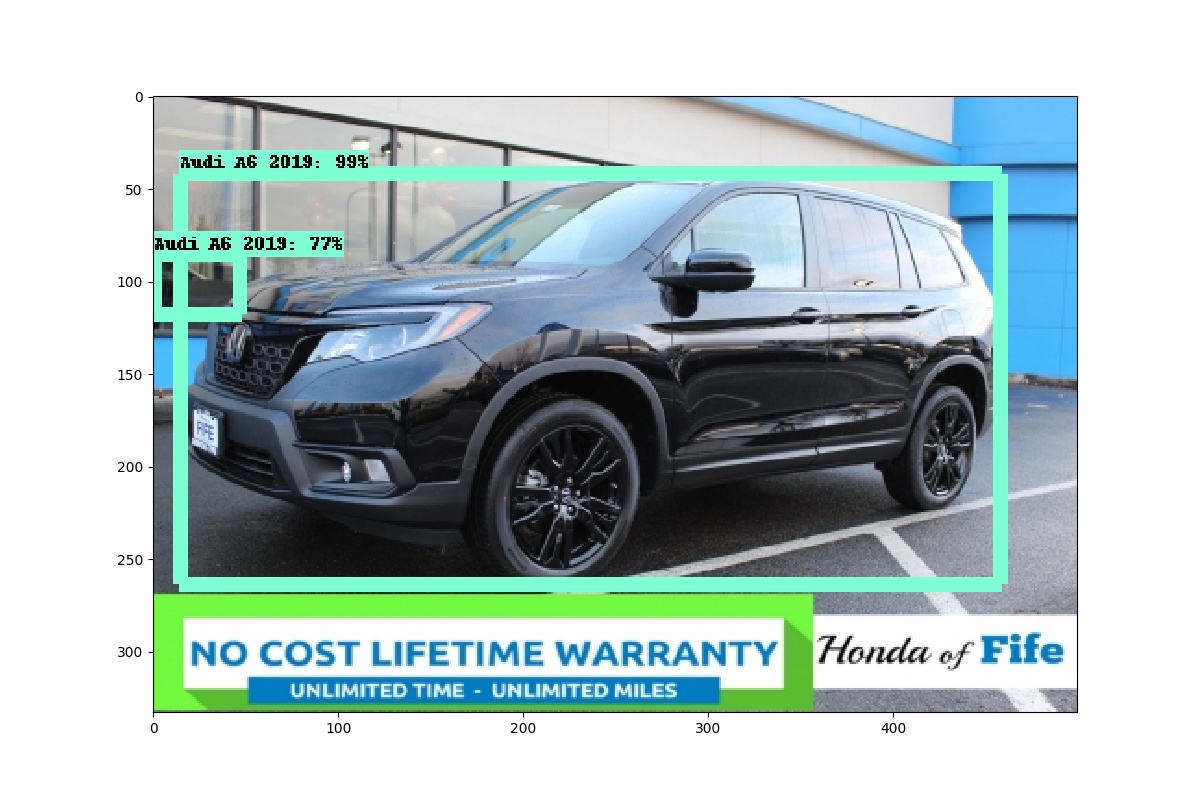 0
50
100
150
200
250
300
0
100
200
300
400
Audi A6 2019: 99%
Audi A6 2019: 77%
FIFE
NO COST LIFETIME WARRANTY
UNLIMITED TIME - UNLIMITED MILES
Honda of Fife